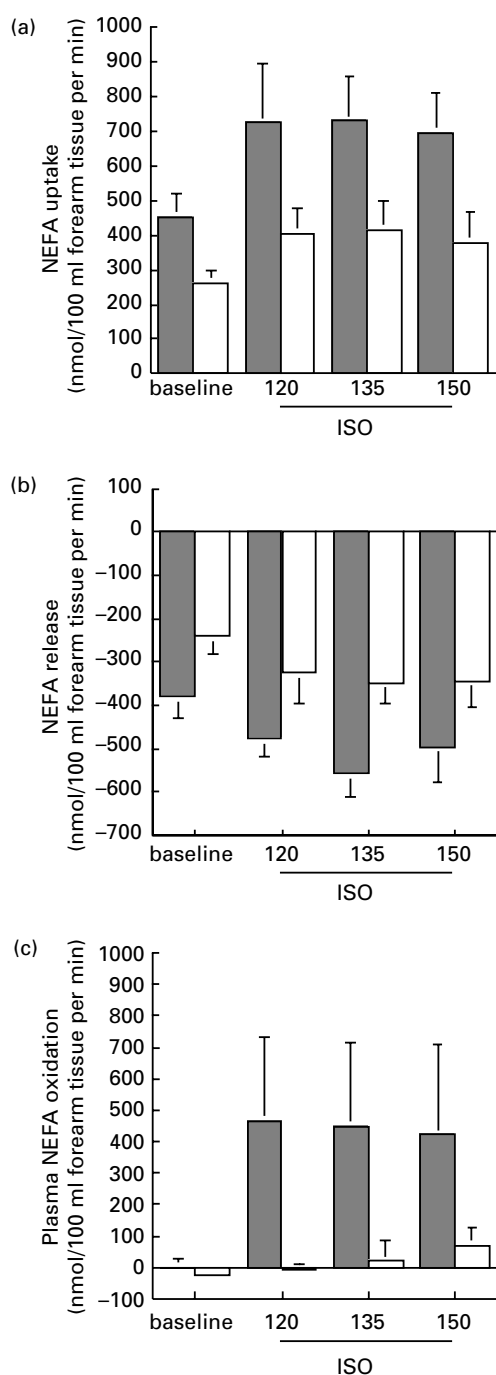 (a)
NEFA uptake
(nmol/100 ml forearm tissue per min)
1000
900
800
700
600
500
400
300
200
100
0
baseline 120 135 150
ISO
(b)
NEFA release
(nmol/100 ml forearm tissue per min)
100
0
−100
−200
−300
−400
−500
−600
−700
baseline 120 135 150
ISO
(c)
Plasma NEFA oxidation
(nmol/100 ml forearm tissue per min)
1000
900
800
700
600
500
400
300
200
100
0
−100
baseline 120 135 150
ISO